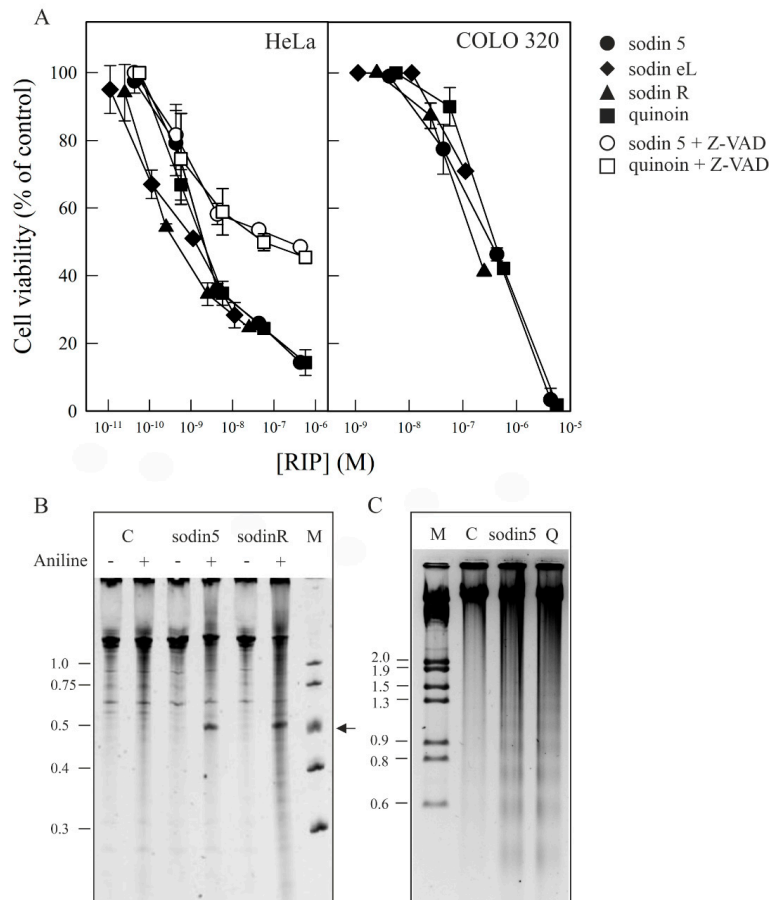 A
HeLa
COLO 320
sodin 5
sodin eL
sodin R
quinoin
sodin 5 + Z-VAD
quinoin + Z-VAD
Cell viability (% of control)
100
80
60
40
20
0
10⁻¹¹ 10⁻¹⁰ 10⁻⁹ 10⁻⁸ 10⁻⁷ 10⁻⁶
10⁻⁹ 10⁻⁸ 10⁻⁷ 10⁻⁶ 10⁻⁵
[RIP] (M)
B
C sodin5 sodinR M
Aniline - + - + - +
1.0
0.75
0.5
0.4
0.3
C
M C sodin5 Q
2.0
1.9
1.5
1.3
0.9
0.8
0.6